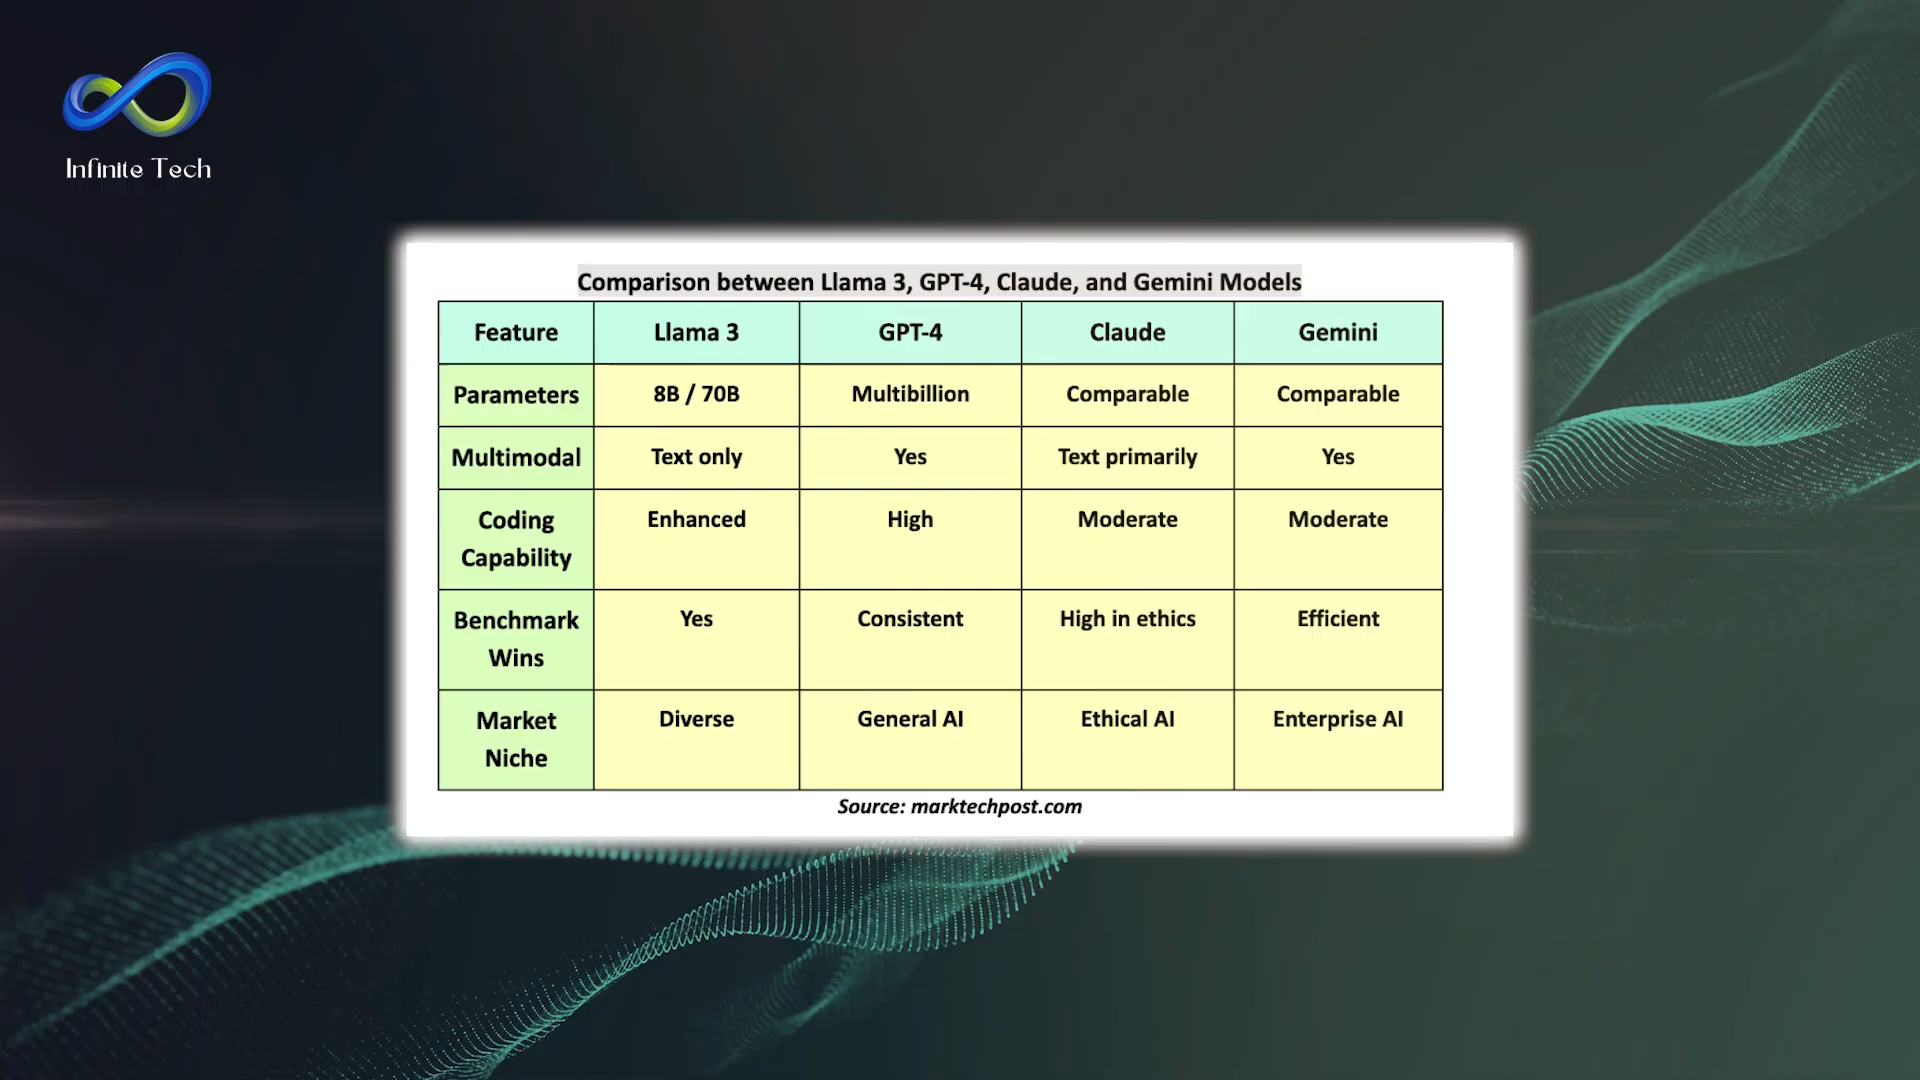 Infinite Tech
Comparison between Llama 3, GPT-4, Claude, and Gemini Models
Feature Llama 3 GPT-4 Claude Gemini
Parameters 8B / 70B Multibillion Comparable Comparable
Multimodal Text only Yes Text primarily Yes
Coding Enhanced High Moderate Moderate
Capability
Benchmark Yes Consistent High in ethics Efficient
Wins
Market Diverse General AI Ethical AI Enterprise AI
Niche
Source: marktechpost.com